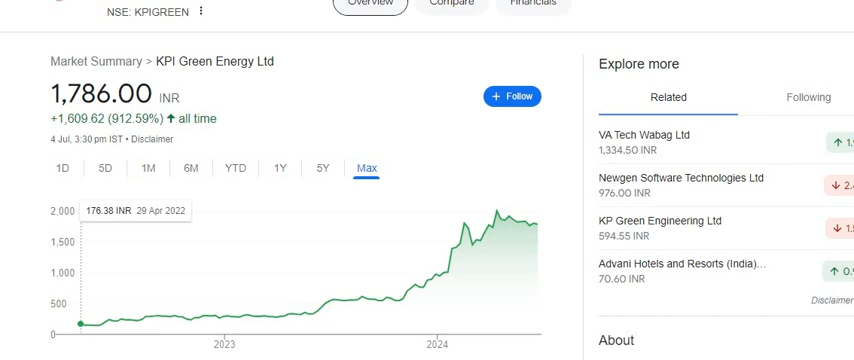 NSE: KPIGREEN
Overview
Compare
Financials
Market Summary > KPI Green Energy Ltd
1,786.00 INR
+ Follow
+1,609.62 (912.59%) ↑ all time
4 Jul, 3:30 pm IST • Disclaimer
1D 5D 1M 6M YTD 1Y 5Y Max
2,000
176.38 INR 29 Apr 2022
1,500
1,000
500
0
2023 2024
Explore more
Related Following
VA Tech Wabag Ltd
1,334.50 INR
Newgen Software Technologies Ltd
976.00 INR
KP Green Engineering Ltd
594.55 INR
Advani Hotels and Resorts (India)...
70.60 INR
Disclaimer
About